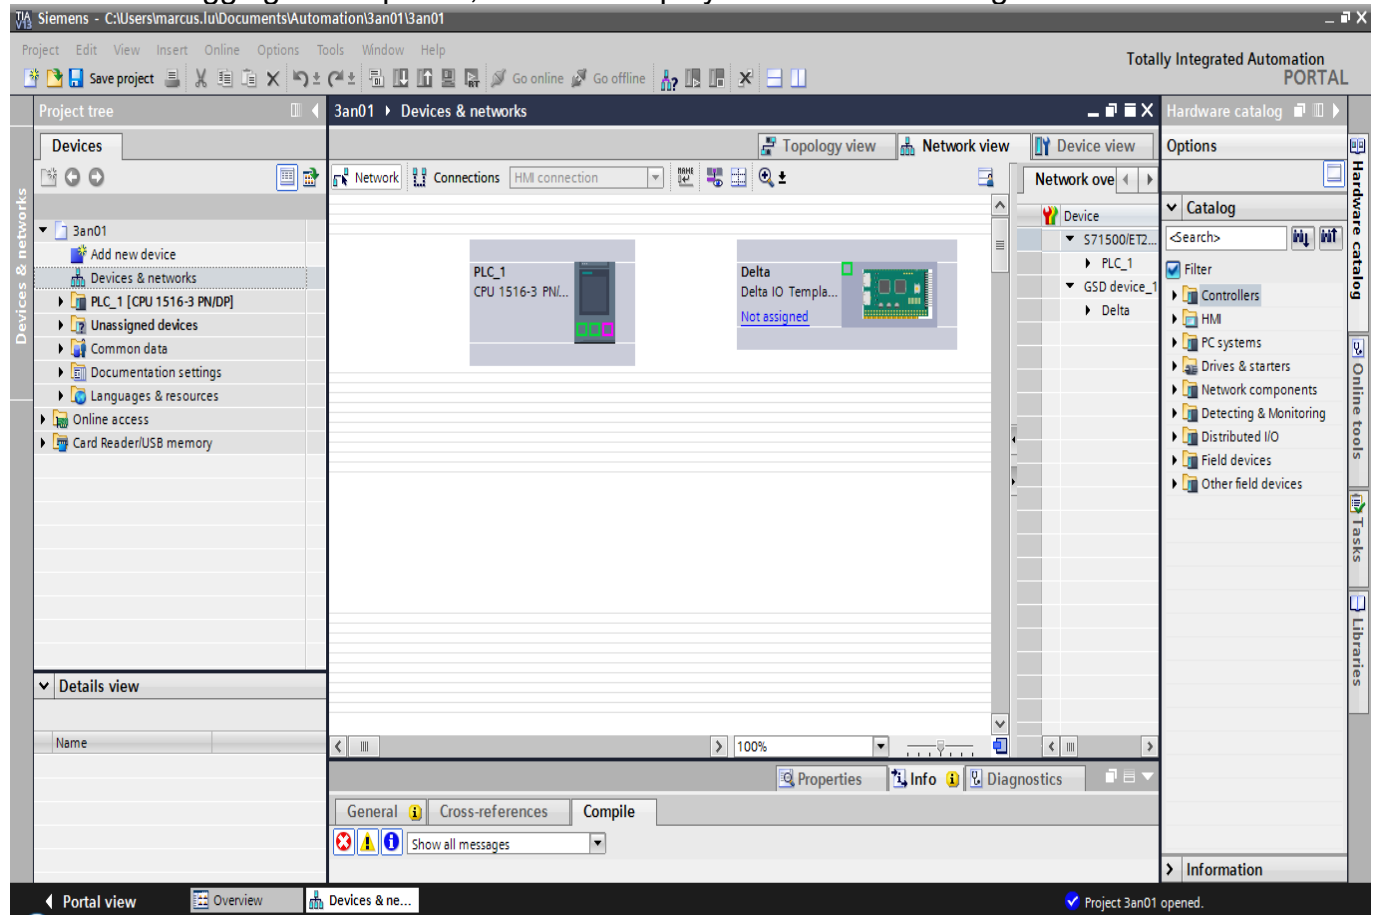 Siemens - C:\Users\marcus.lu\Documents\Automation\3an01\3an01
Project Edit View Insert Online Options Tools Window Help
Totally Integrated Automation
PORTAL
Save project
Go online
Go offline
Project tree
3an01
Devices & networks
Hardware catalog
Devices
Topology view
Network view
Device view
Options
Network
Connections
HMI connection
Network ove
Device
Catalog
<Search>
Filter
3an01
Add new device
Devices & networks
PLC_1 [CPU 1516-3 PN/DP]
Unassigned devices
Common data
Documentation settings
Languages & resources
Online access
Card Reader/USB memory
PLC_1
CPU 1516-3 PN/...
Delta
Delta IO Templa...
Not assigned
S71500/ET2...
PLC_1
GSD device_1
Delta
Controllers
HMI
PC systems
Drives & starters
Network components
Detecting & Monitoring
Distributed I/O
Field devices
Other field devices
Devices & networks
Hardware catalog
Online tools
Tasks
Libraries
Details view
Name
100%
Properties
Info
Diagnostics
General
Cross-references
Compile
Show all messages
Information
Portal view
Overview
Devices & ne...
Project 3an01 opened.